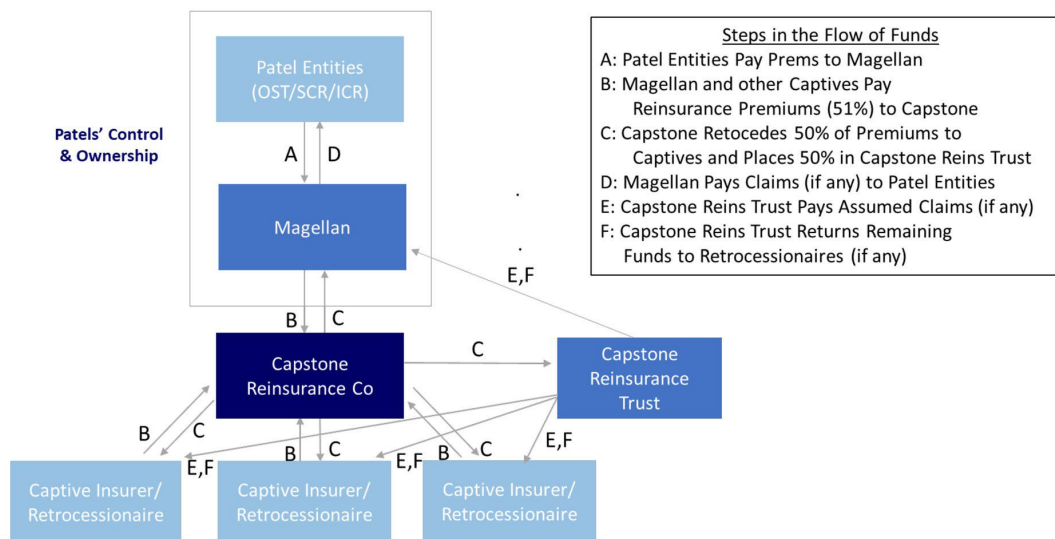 Patel Entities
(OST/SCR/ICR)
Patels' Control
& Ownership
A
D
Magellan
B
C
Capstone
Reinsurance Co
C
Capstone
Reinsurance
Trust
E,F
B
C
B
C
B
C
E,F
E,F
E,F
Captive Insurer/
Retrocessionaire
Captive Insurer/
Retrocessionaire
Captive Insurer/
Retrocessionaire
Steps in the Flow of Funds
A: Patel Entities Pay Prems to Magellan
B: Magellan and other Captives Pay
Reinsurance Premiums (51%) to Capstone
C: Capstone Retocedes 50% of Premiums to
Captives and Places 50% in Capstone Reins Trust
D: Magellan Pays Claims (if any) to Patel Entities
E: Capstone Reins Trust Pays Assumed Claims (if any)
F: Capstone Reins Trust Returns Remaining
Funds to Retrocessionaires (if any)